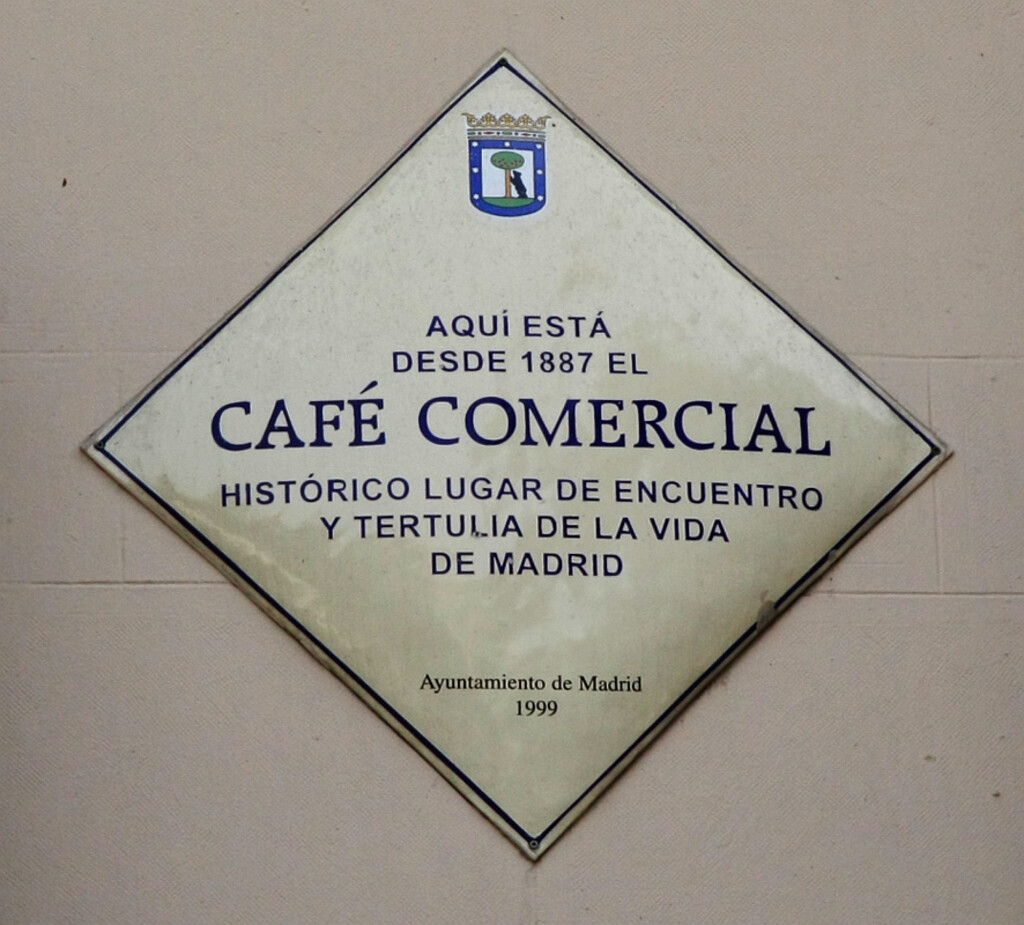 AQUÍ ESTÁ
DESDE 1887 EL
CAFÉ COMERCIAL
HISTÓRICO LUGAR DE ENCUENTRO
Y TERTULIA DE LA VIDA
DE MADRID
Ayuntamiento de Madrid
1999